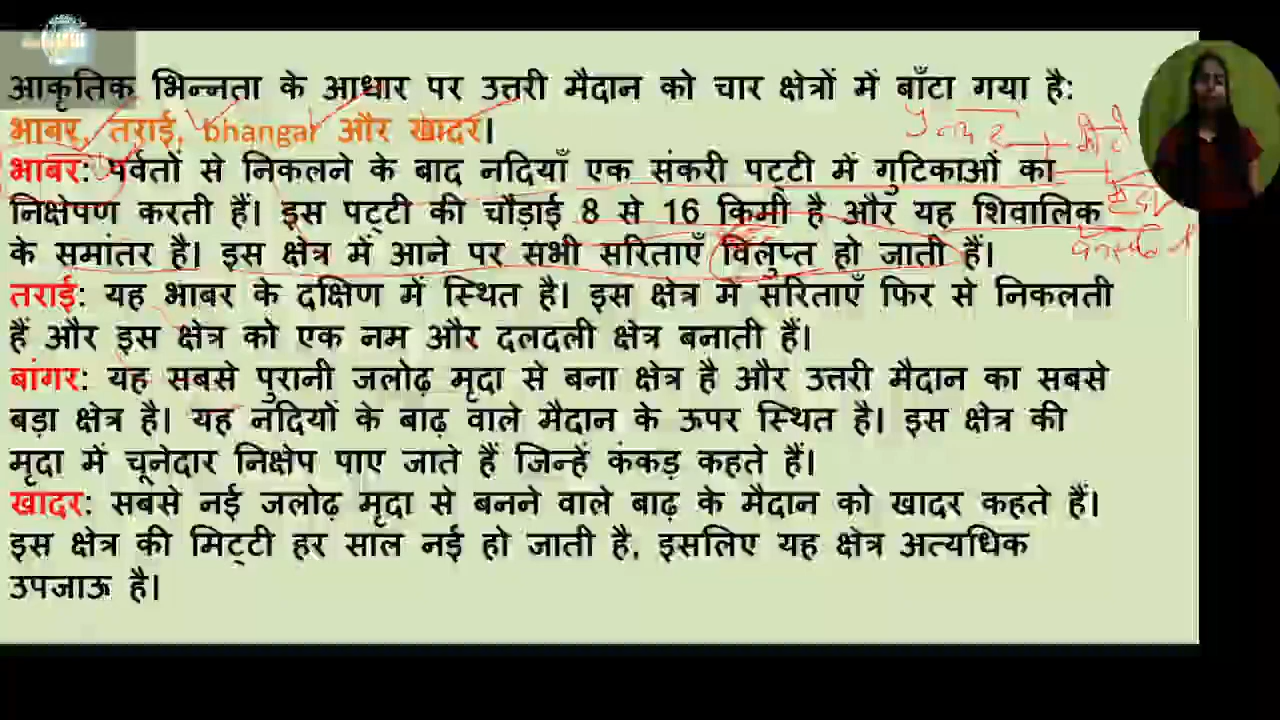 आकृतिक भिन्नता के आधार पर उत्तरी मैदान को चार क्षेत्रों में बाँटा गया है:
भाबर, तराई, bhangar और खादर।
भाबर: पर्वतों से निकलने के बाद नदियाँ एक संकरी पट्टी में गुटिकाओं का
निक्षेपण करती हैं। इस पट्टी की चौड़ाई 8 से 16 किमी है और यह शिवालिक
के समांतर है। इस क्षेत्र में आने पर सभी सरिताएँ विलुप्त हो जाती हैं।
तराई: यह भाबर के दक्षिण में स्थित है। इस क्षेत्र में सरिताएँ फिर से निकलती
हैं और इस क्षेत्र को एक नम और दलदली क्षेत्र बनाती हैं।
बांगर: यह सबसे पुरानी जलोढ़ मृदा से बना क्षेत्र है और उत्तरी मैदान का सबसे
बड़ा क्षेत्र है। यह नदियों के बाढ़ वाले मैदान के ऊपर स्थित है। इस क्षेत्र की
मृदा में चूनेदार निक्षेप पाए जाते हैं जिन्हें कंकड़ कहते हैं।
खादर: सबसे नई जलोढ़ मृदा से बनने वाले बाढ़ के मैदान को खादर कहते हैं।
इस क्षेत्र की मिट्टी हर साल नई हो जाती है, इसलिए यह क्षेत्र अत्यधिक
उपजाऊ है।